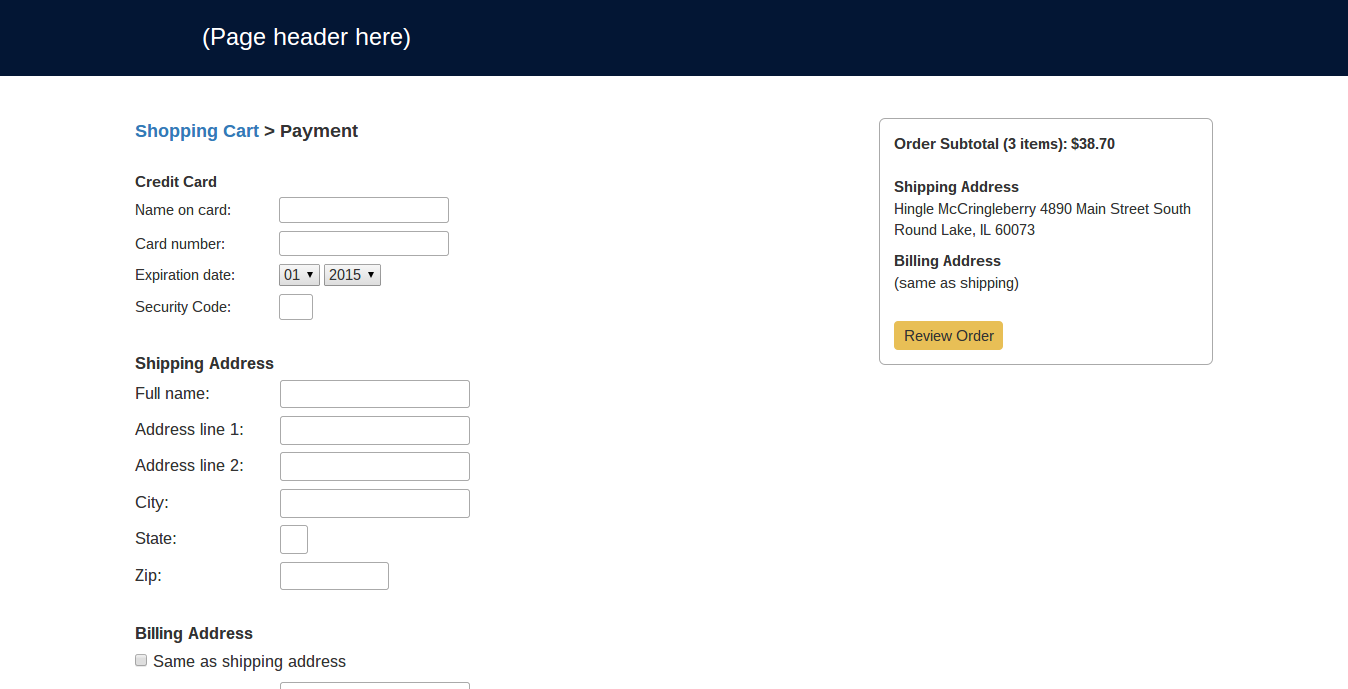 (Page header here)
Shopping Cart > Payment
Credit Card
Name on card:
Card number:
Expiration date: 01 2015
Security Code:
Shipping Address
Full name:
Address line 1:
Address line 2:
City:
State:
Zip:
Billing Address
Same as shipping address
Order Subtotal (3 items): $38.70
Shipping Address
Hingle McCringleberry 4890 Main Street South
Round Lake, IL 60073
Billing Address
(same as shipping)
Review Order